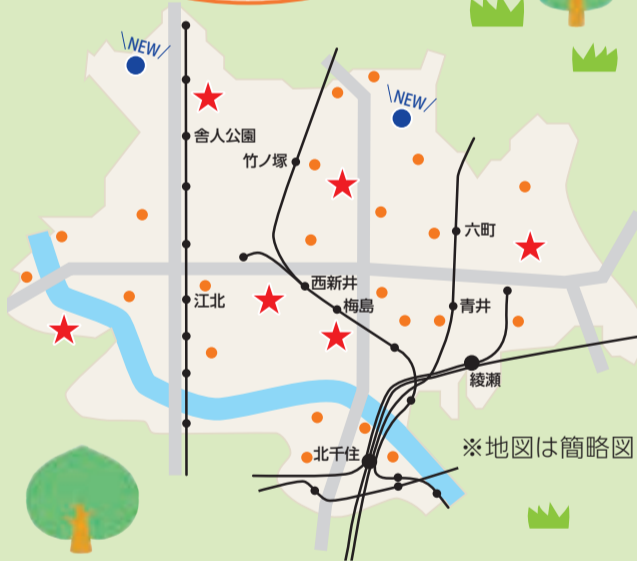 \NEW/
\NEW/
舎人公園
竹ノ塚
六町
西新井
江北
梅島
青井
綾瀬
北千住
※地図は簡略図